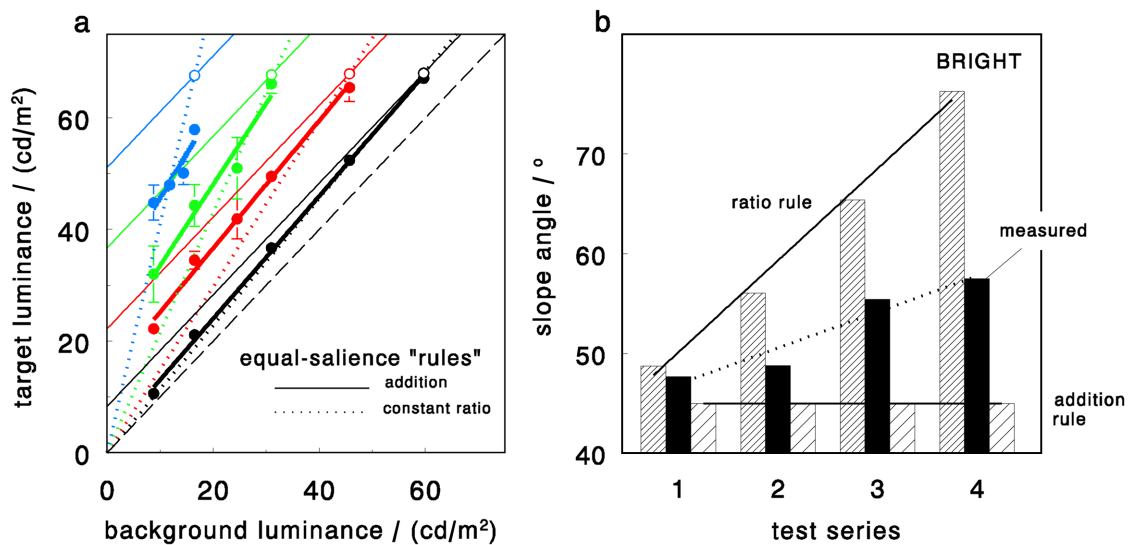 a
target luminance / (cd/m²)
60
40
20
0
equal-salience "rules"
addition
constant ratio
0 20 40 60
background luminance / (cd/m²)
b
slope angle / °
70
60
50
40
BRIGHT
ratio rule
measured
addition
rule
1 2 3 4
test series